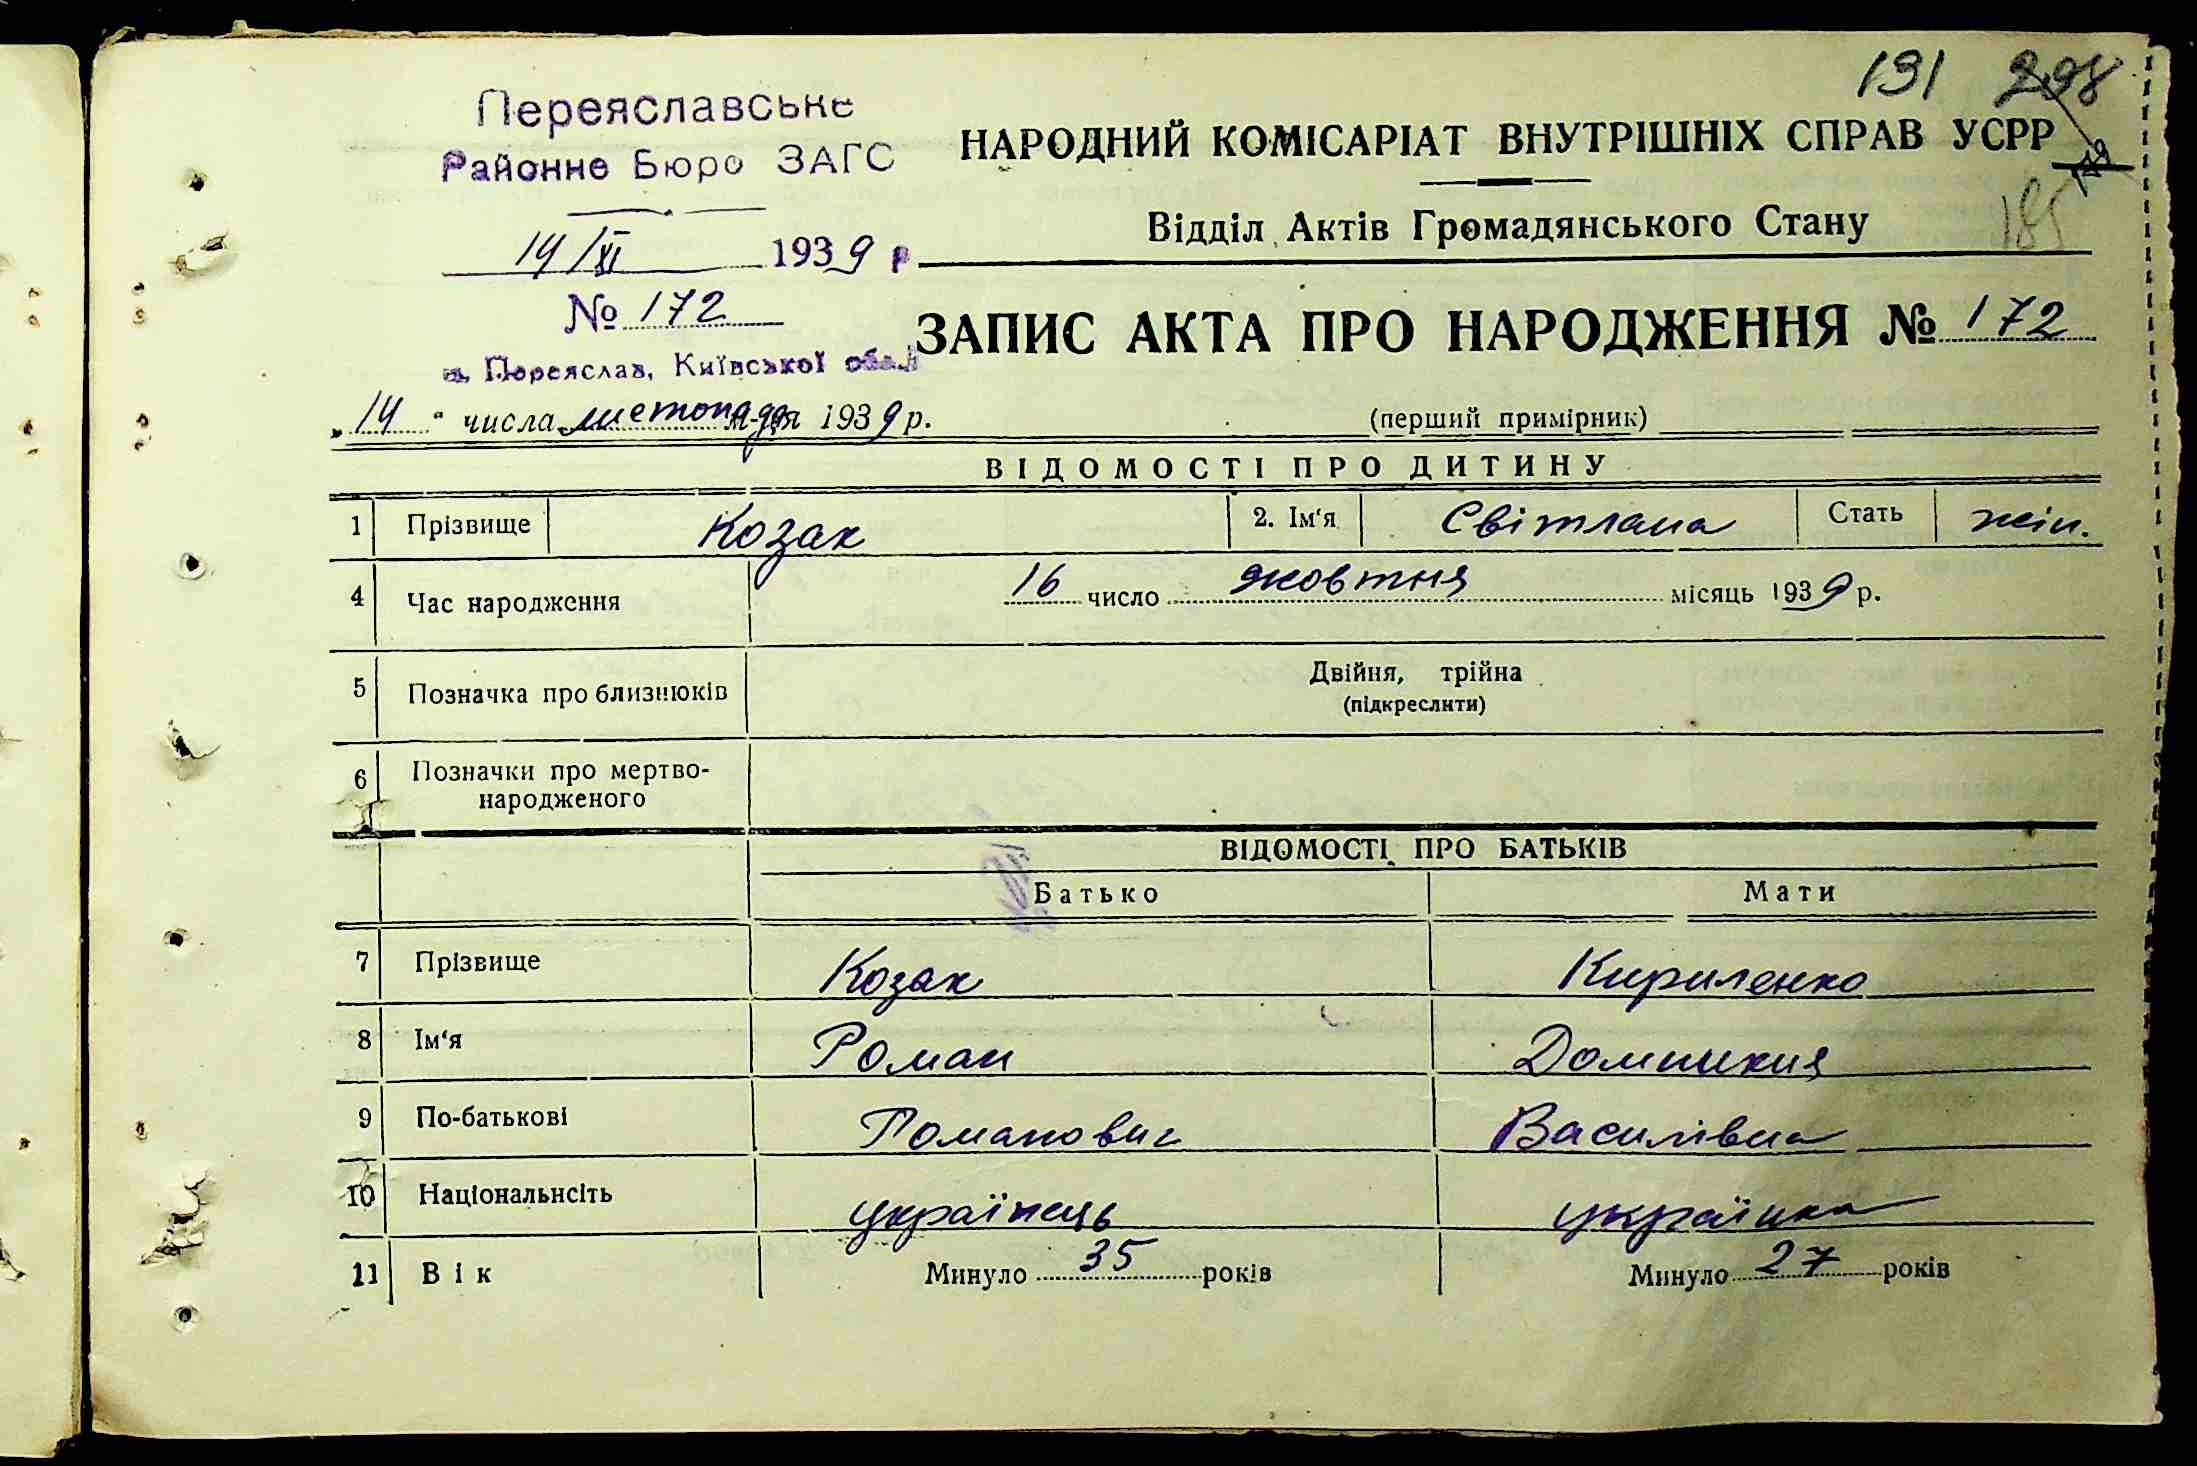 131 298
Переяславське
Районне Бюро ЗАГС
14/XI 1939 р
№ 172
м. Переяслав, Київської обл.
НАРОДНИЙ КОМІСАРІАТ ВНУТРІШНІХ СПРАВ УСРР
185
Відділ Актів Громадянського Стану
ЗАПИС АКТА ПРО НАРОДЖЕННЯ № 172
„14“ числа листопада м-ця 1939 р.
(перший примірник)
ВІДОМОСТІ ПРО ДИТИНУ
1 Прізвище Козак 2. Ім'я Світлана Стать жін.
4 Час народження 16 число жовтня місяць 1939 р.
5 Позначка про близнюків Двійня, трійна
(підкреслити)
6 Позначки про мертво-
народженого
ВІДОМОСТІ ПРО БАТЬКІВ
Батько Мати
7 Прізвище Козак Кириленко
8 Ім'я Роман Домникия
9 По-батькові Романович Василівна
10 Національнсіть українець українка
11 Вік Минуло 35 років Минуло 27 років